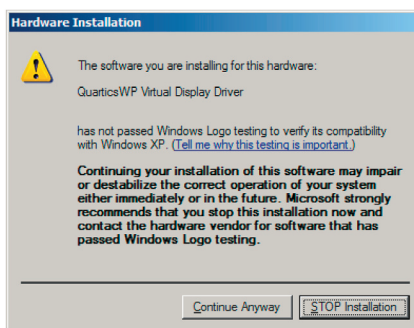 Hardware Installation
The software you are installing for this hardware:
QuarticsWP Virtual Display Driver
has not passed Windows Logo testing to verify its compatibility
with Windows XP. (Tell me why this testing is important.)
Continuing your installation of this software may impair
or destabilize the correct operation of your system
either immediately or in the future. Microsoft strongly
recommends that you stop this installation now and
contact the hardware vendor for software that has
passed Windows Logo testing.
Continue Anyway
STOP Installation